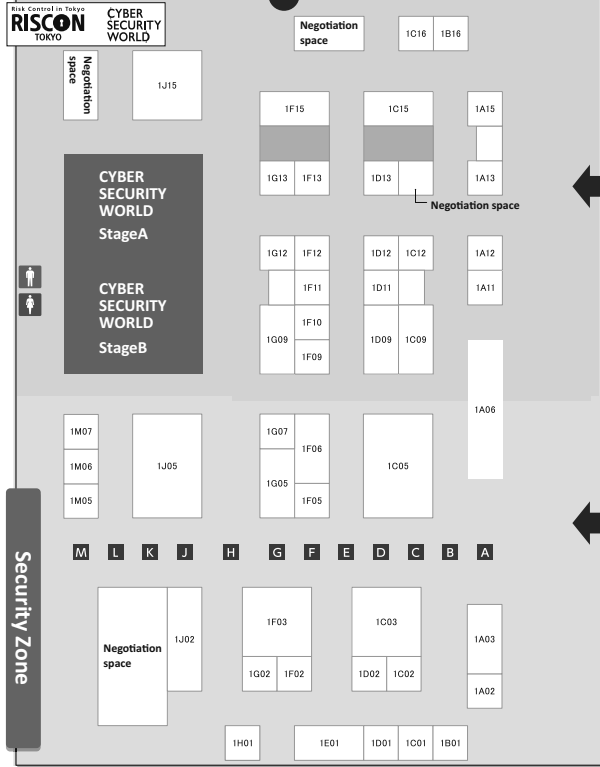 Risk Control in Tokyo
RISCON
TOKYO
CYBER
SECURITY
WORLD
Negotiation
space
1C16
1B16
Negotiation
space
1J15
1F15
1C15
1A15
1G13
1F13
1D13
1A13
Negotiation space
CYBER
SECURITY
WORLD
StageA
CYBER
SECURITY
WORLD
StageB
1G12
1F12
1D12
1C12
1A12
1F11
1D11
1A11
1G09
1F10
1F09
1D09
1C09
1A06
1M07
1M06
1M05
1J05
1G07
1G05
1F06
1F05
1C05
M
L
K
J
H
G
F
E
D
C
B
A
Security Zone
Negotiation
space
1J02
1F03
1G02
1F02
1C03
1D02
1C02
1A03
1A02
1H01
1E01
1D01
1C01
1B01